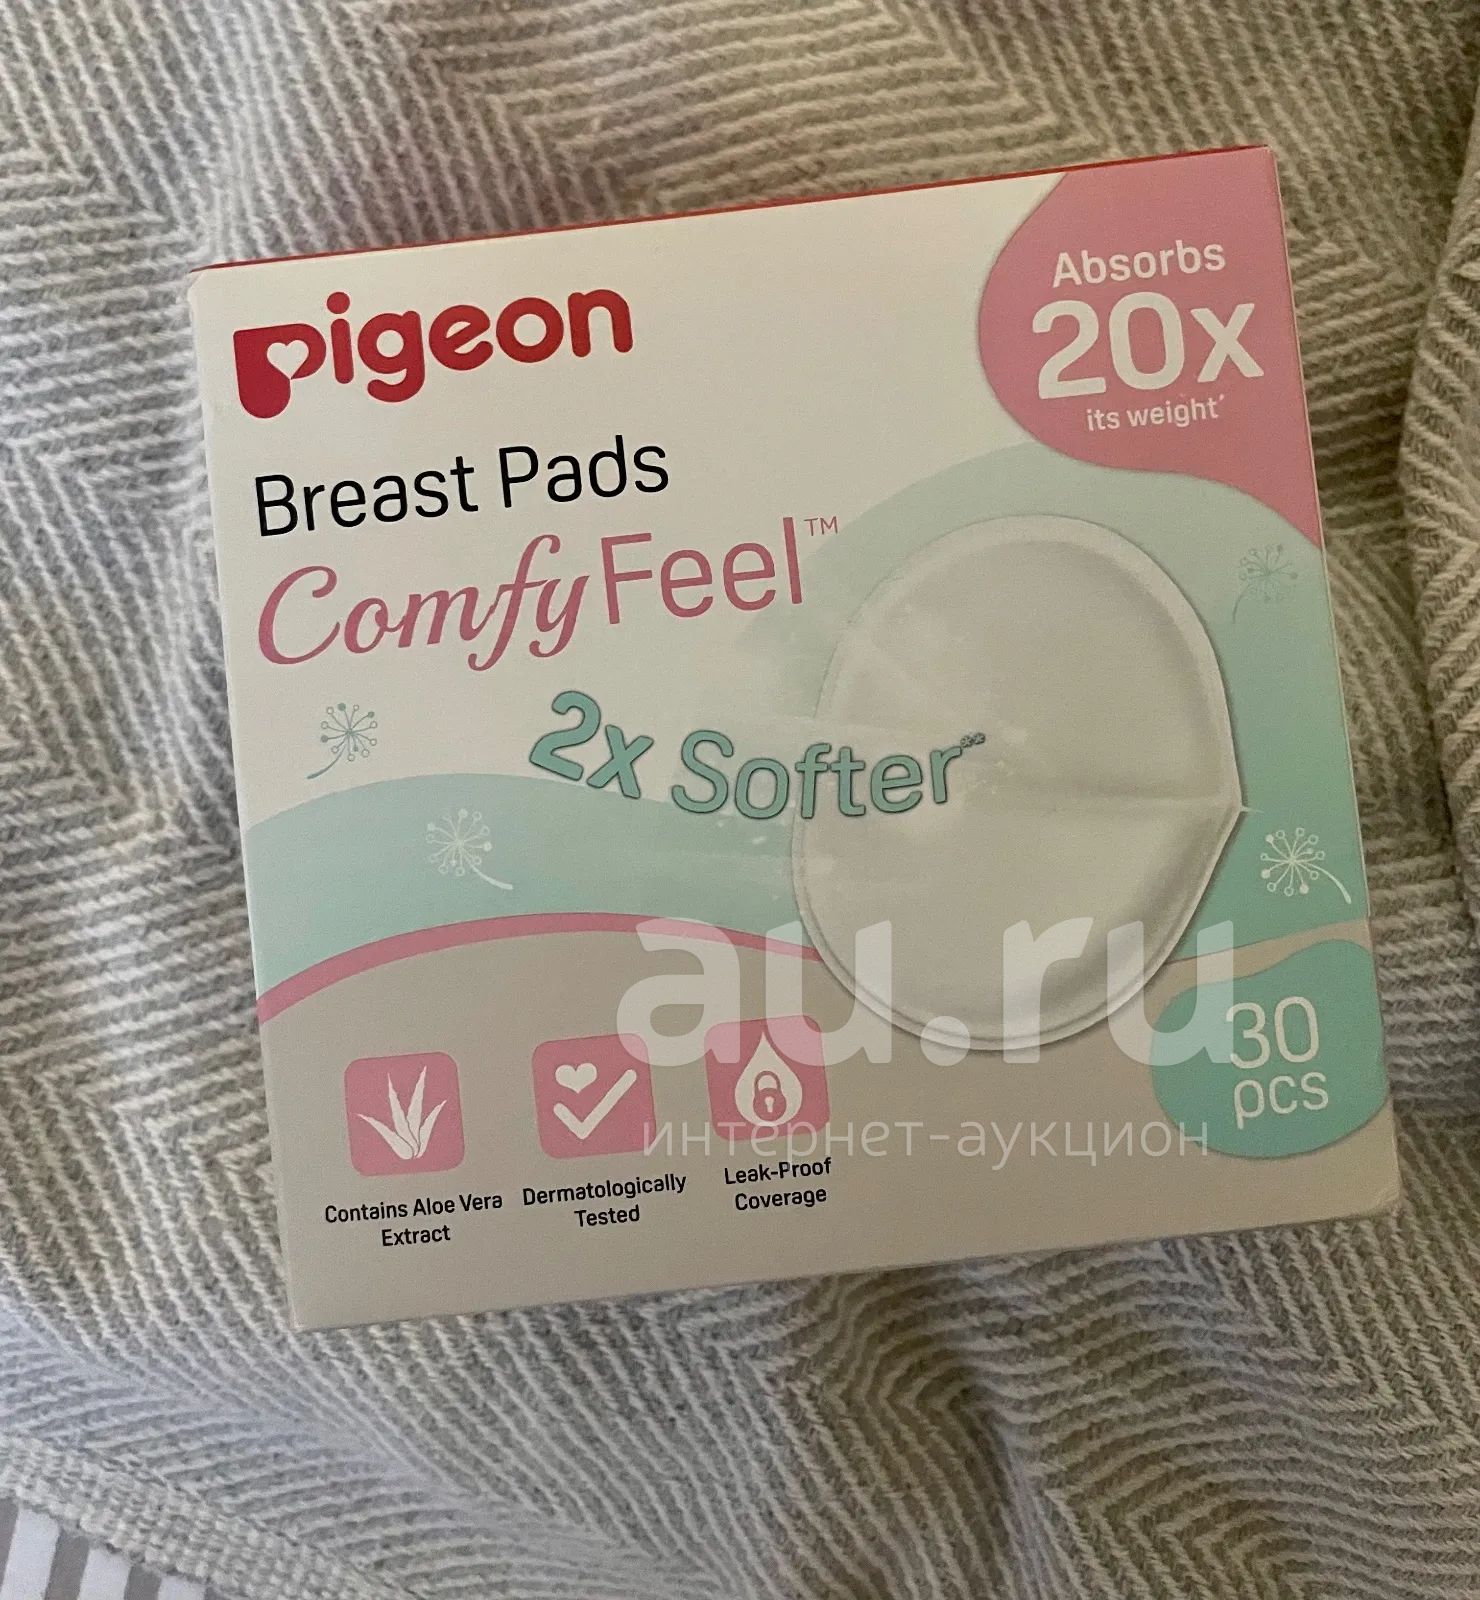 pigeon
Absorbs
20x
its weight*
Breast Pads
ComfyFeel™
2x Softer**
au.ru
интернет-аукцион
30
pcs
Contains Aloe Vera
Extract
Dermatologically
Tested
Leak-Proof
Coverage